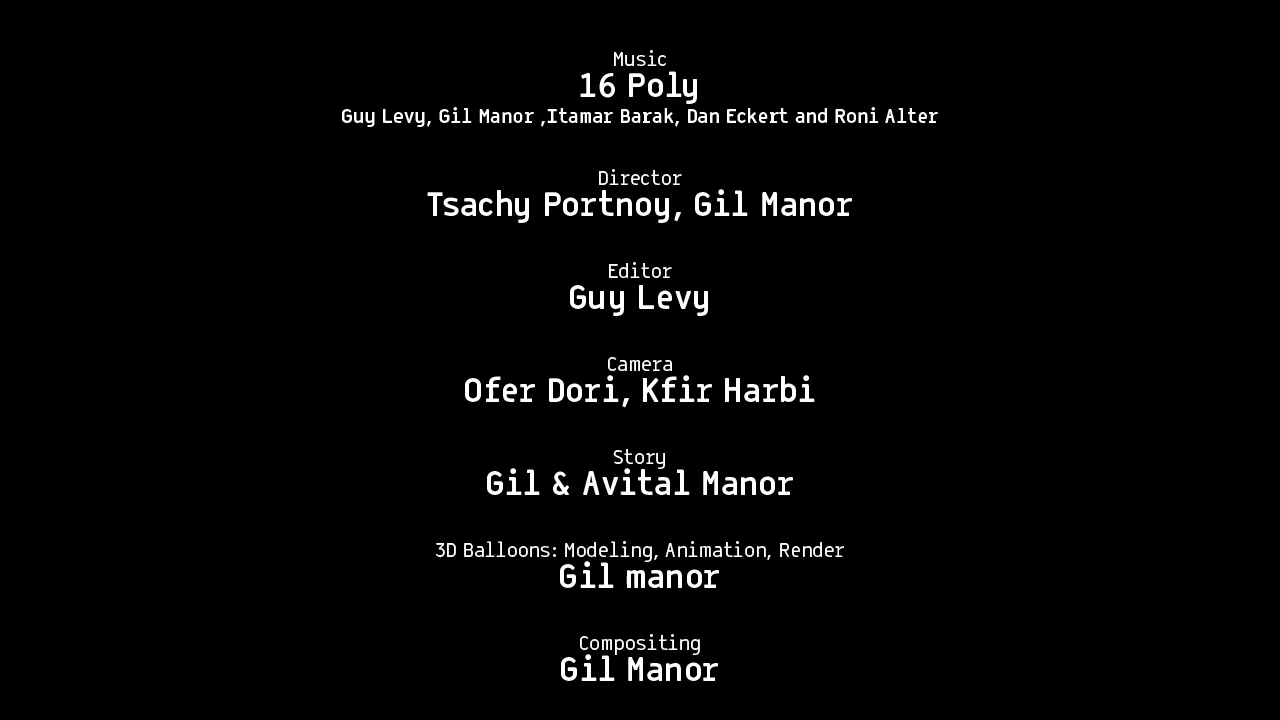 Music
16 Poly
Guy Levy, Gil Manor ,Itamar Barak, Dan Eckert and Roni Alter
Director
Tsachy Portnoy, Gil Manor
Editor
Guy Levy
Camera
Ofer Dori, Kfir Harbi
Story
Gil & Avital Manor
3D Balloons: Modeling, Animation, Render
Gil manor
Compositing
Gil Manor